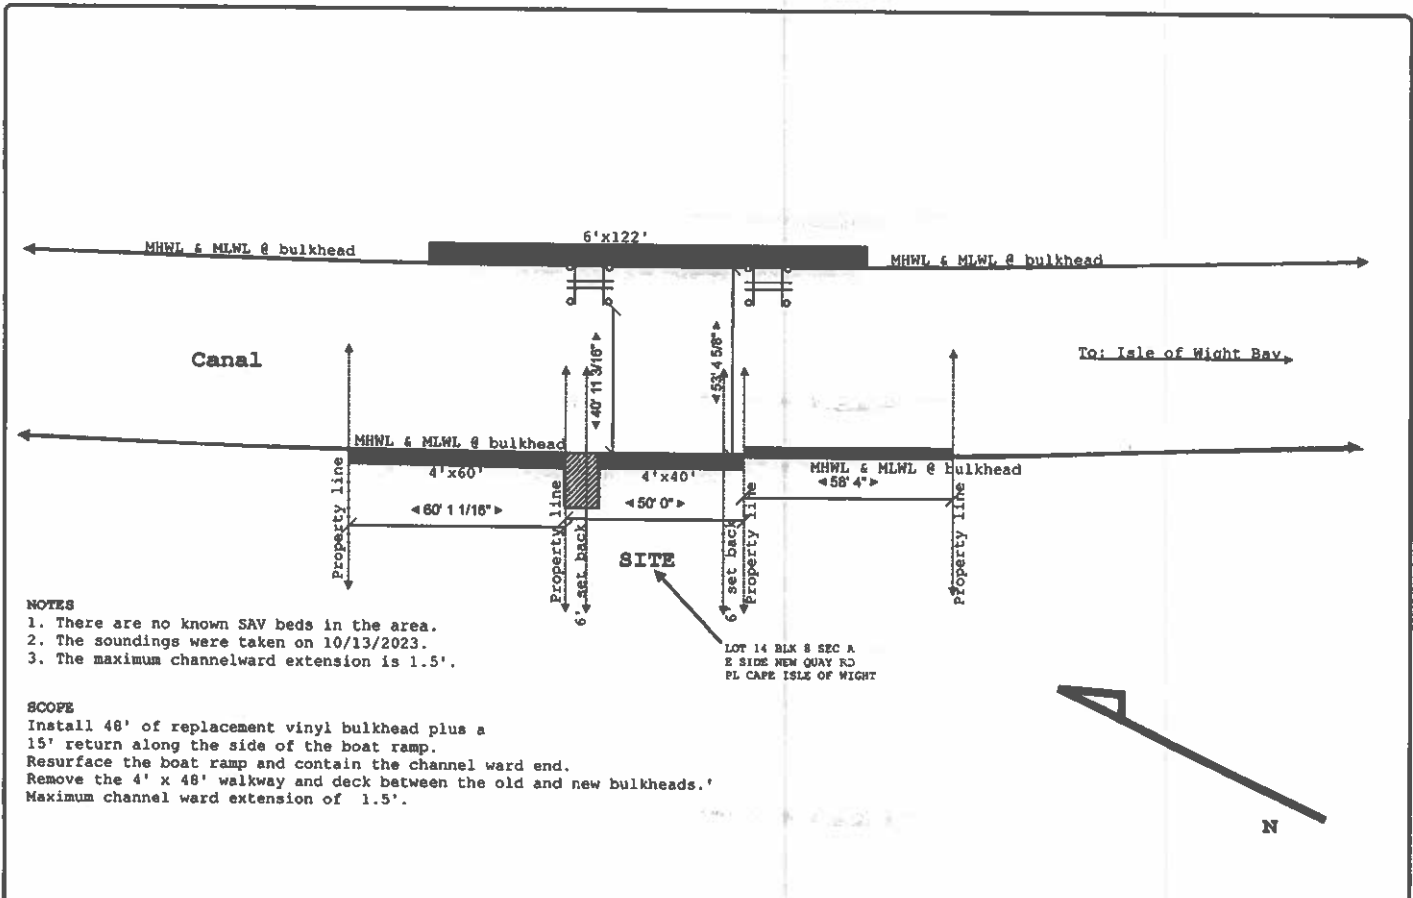 6'x122'
MHWL & MLWL @ bulkhead
MHWL & MLWL @ bulkhead
Canal
◄40' 11 3/16"►
◄53' 4 5/8"►
To: Isle of Wight Bay
MHWL & MLWL @ bulkhead
4'x60'
4'x40'
MHWL & MLWL @ bulkhead
◄58' 4"►
◄60' 1 1/16"►
◄50' 0"►
Property line
Property line
6' set back
6' set back
Property line
Property line
SITE
LOT 14 BLK 8 SEC A
E SIDE NEW QUAY RD
PL CAPE ISLE OF WIGHT
NOTES
1. There are no known SAV beds in the area.
2. The soundings were taken on 10/13/2023.
3. The maximum channelward extension is 1.5'.
SCOPE
Install 48' of replacement vinyl bulkhead plus a
15' return along the side of the boat ramp.
Resurface the boat ramp and contain the channel ward end.
Remove the 4' x 48' walkway and deck between the old and new bulkheads.'
Maximum channel ward extension of 1.5'.
N